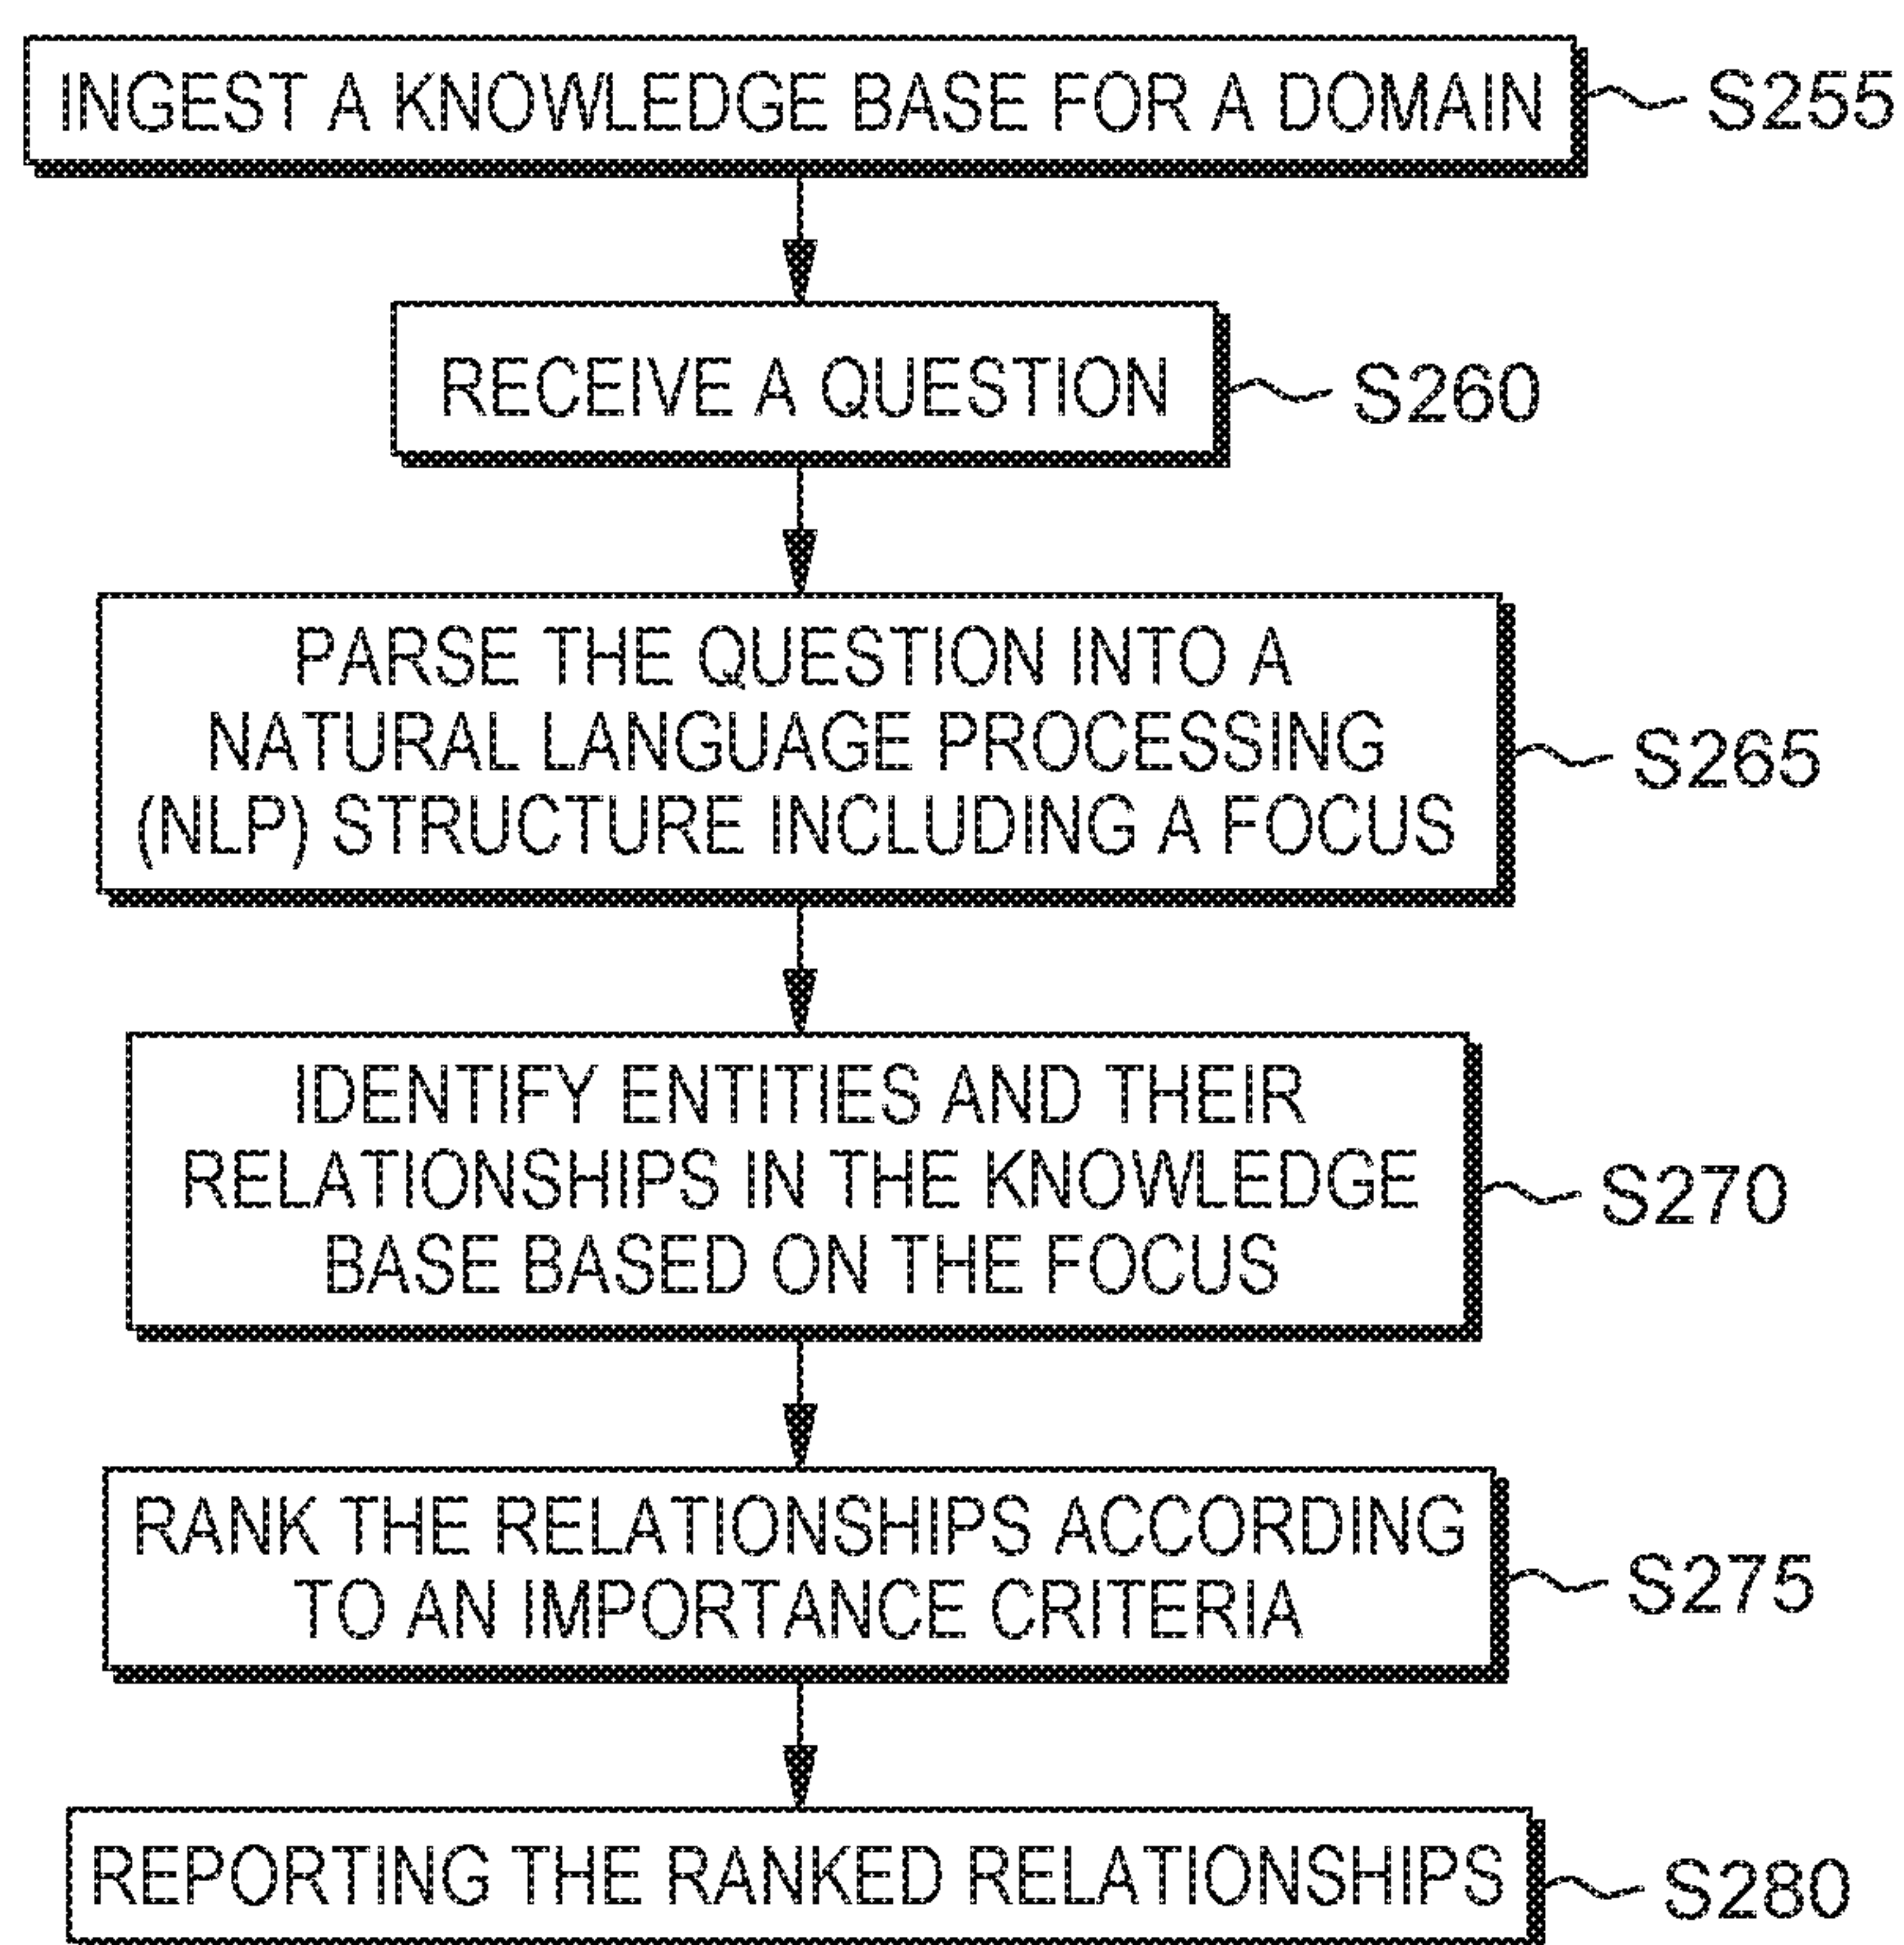 INGEST A KNOWLEDGE BASE FOR A DOMAIN
S255
RECEIVE A QUESTION
S260
PARSE THE QUESTION INTO A
NATURAL LANGUAGE PROCESSING
(NLP) STRUCTURE INCLUDING A FOCUS
S265
IDENTIFY ENTITIES AND THEIR
RELATIONSHIPS IN THE KNOWLEDGE
BASE BASED ON THE FOCUS
S270
RANK THE RELATIONSHIPS ACCORDING
TO AN IMPORTANCE CRITERIA
S275
REPORTING THE RANKED RELATIONSHIPS
S280